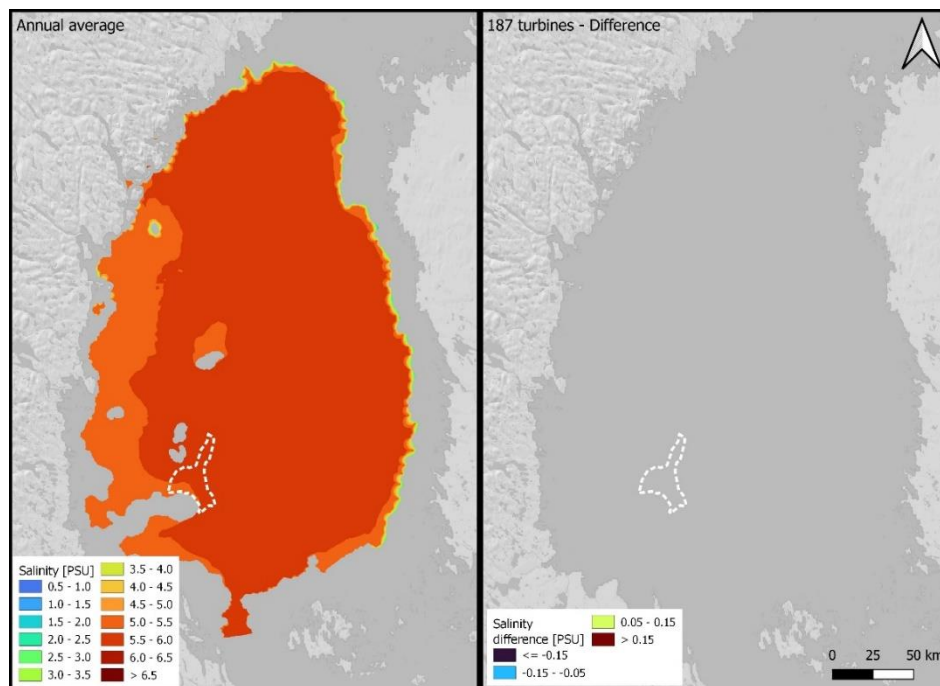 Annual average
Salinity [PSU]
0.5 - 1.0
1.0 - 1.5
1.5 - 2.0
2.0 - 2.5
2.5 - 3.0
3.0 - 3.5
3.5 - 4.0
4.0 - 4.5
4.5 - 5.0
5.0 - 5.5
5.5 - 6.0
6.0 - 6.5
> 6.5
187 turbines - Difference
Salinity
difference [PSU]
<= -0.15
-0.15 - -0.05
0.05 - 0.15
> 0.15
0 25 50 km